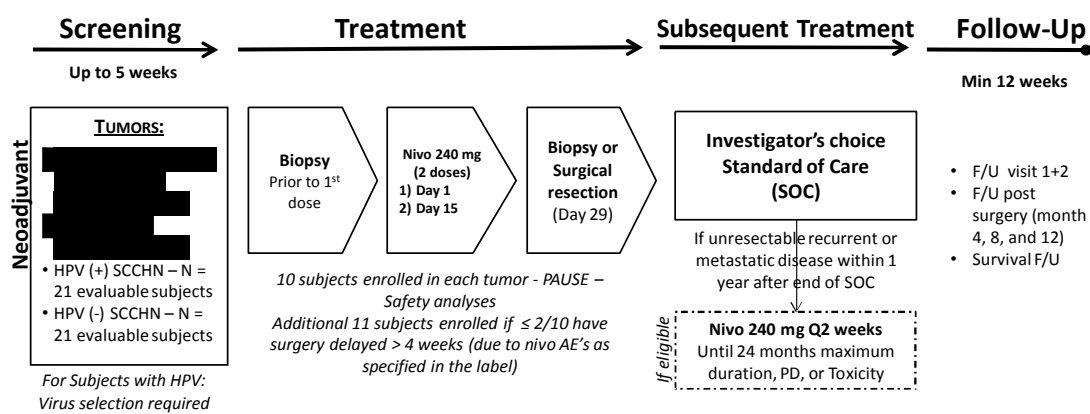 Screening
Up to 5 weeks
Treatment
Subsequent Treatment
Follow-Up
Min 12 weeks
Neoadjuvant
TUMORS:
• HPV (+) SCCHN – N =
21 evaluable subjects
• HPV (-) SCCHN – N =
21 evaluable subjects
For Subjects with HPV:
Virus selection required
Biopsy
Prior to 1st
dose
Nivo 240 mg
(2 doses)
1) Day 1
2) Day 15
Biopsy or
Surgical
resection
(Day 29)
10 subjects enrolled in each tumor - PAUSE –
Safety analyses
Additional 11 subjects enrolled if ≤ 2/10 have
surgery delayed > 4 weeks (due to nivo AE's as
specified in the label)
Investigator's choice
Standard of Care
(SOC)
If unresectable recurrent or
metastatic disease within 1
year after end of SOC
If eligible
Nivo 240 mg Q2 weeks
Until 24 months maximum
duration, PD, or Toxicity
• F/U visit 1+2
• F/U post
surgery (month
4, 8, and 12)
• Survival F/U